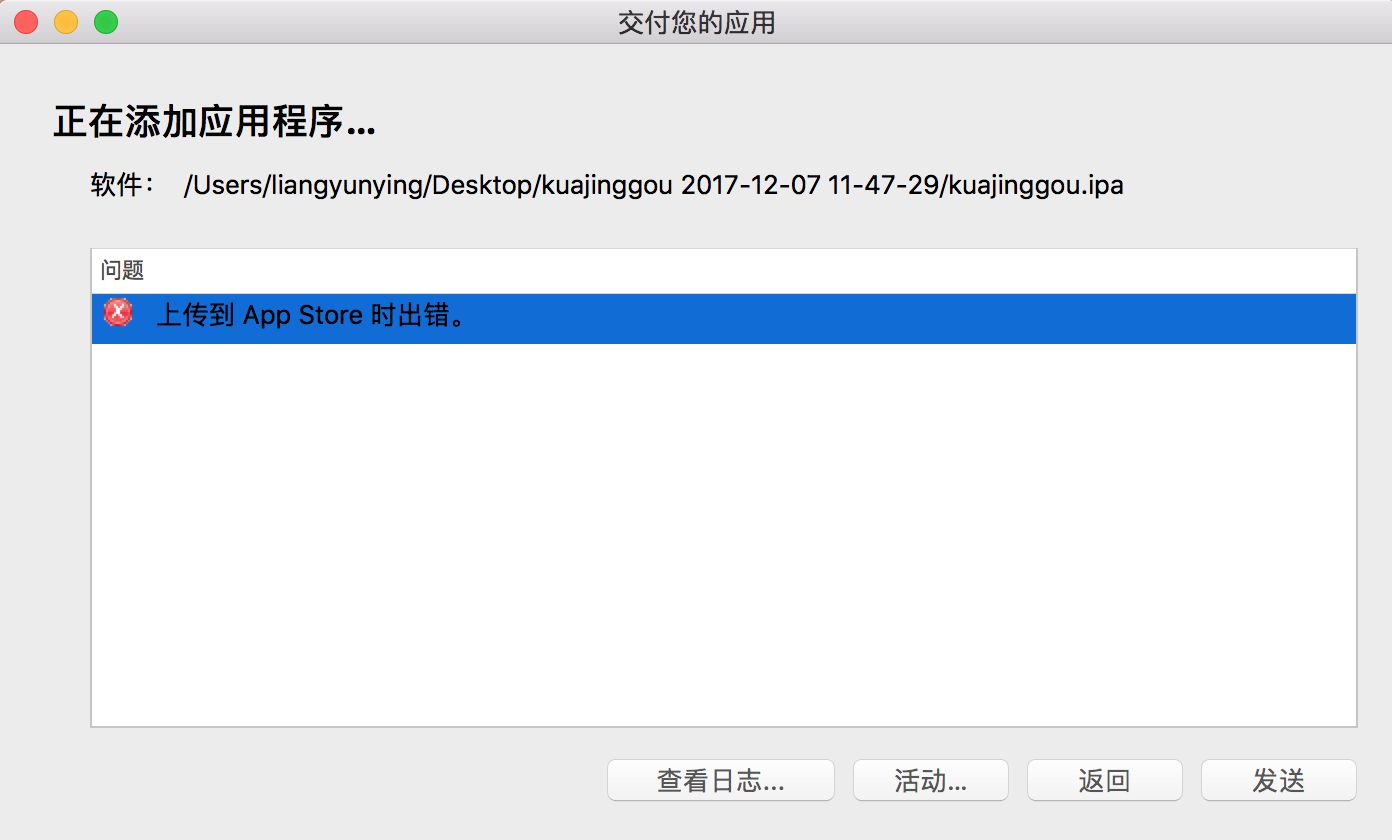 交付您的应用
正在添加应用程序...
软件： /Users/liangyunying/Desktop/kuajinggou 2017-12-07 11-47-29/kuajinggou.ipa
问题
上传到 App Store 时出错。
查看日志... 活动... 返回 发送